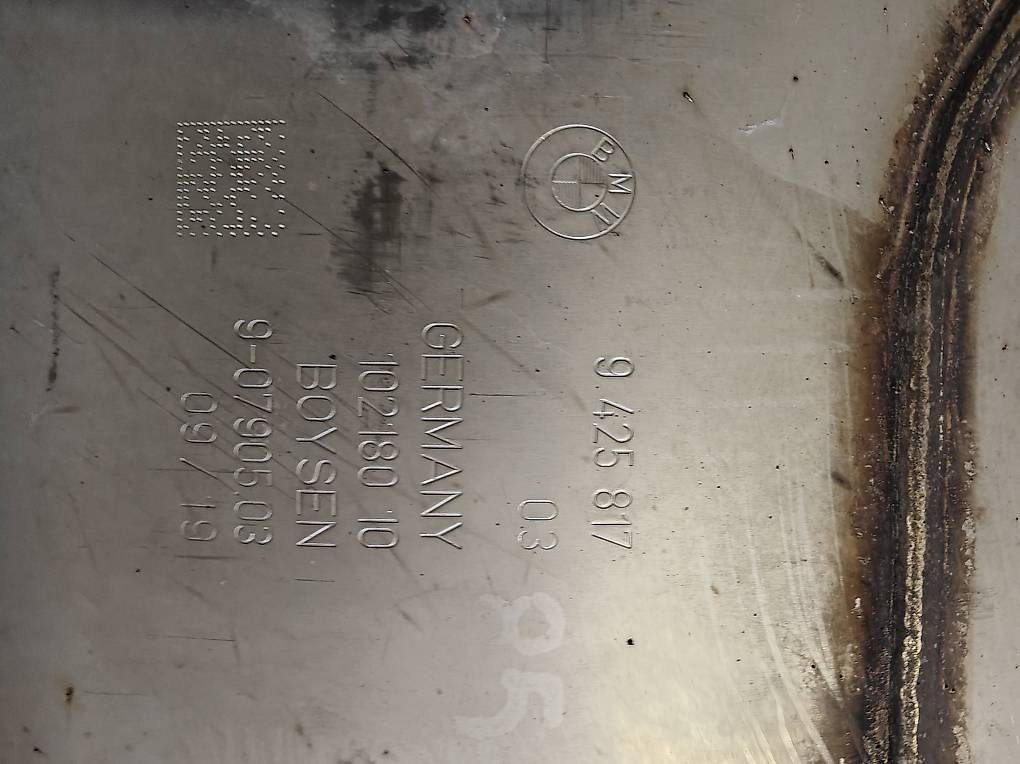 BMW
9 425 817
03
GERMANY
102180 10
BOYSEN
9-07905.03
09/19